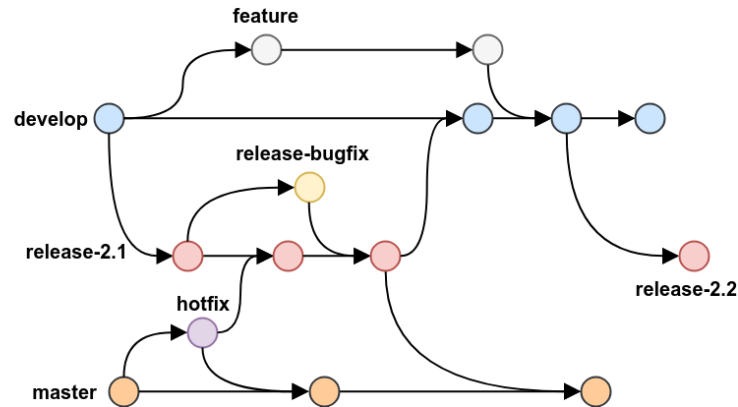 feature
develop
release-bugfix
release-2.1
release-2.2
hotfix
master